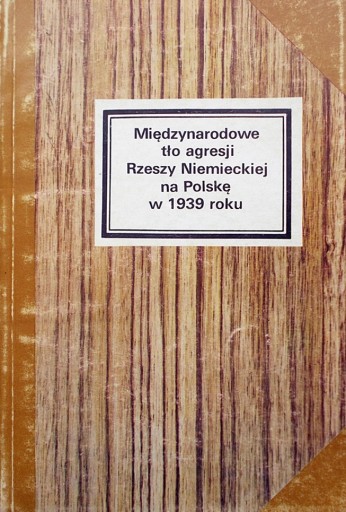 Międzynarodowe
tło agresji
Rzeszy Niemieckiej
na Polskę
w 1939 roku